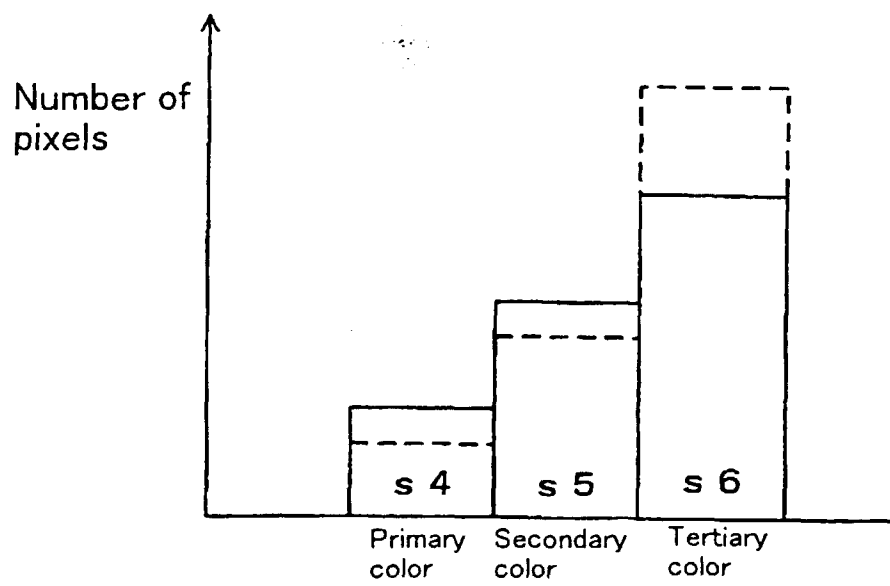 Number of
pixels
s 4
s 5
s 6
Primary
color
Secondary
color
Tertiary
color